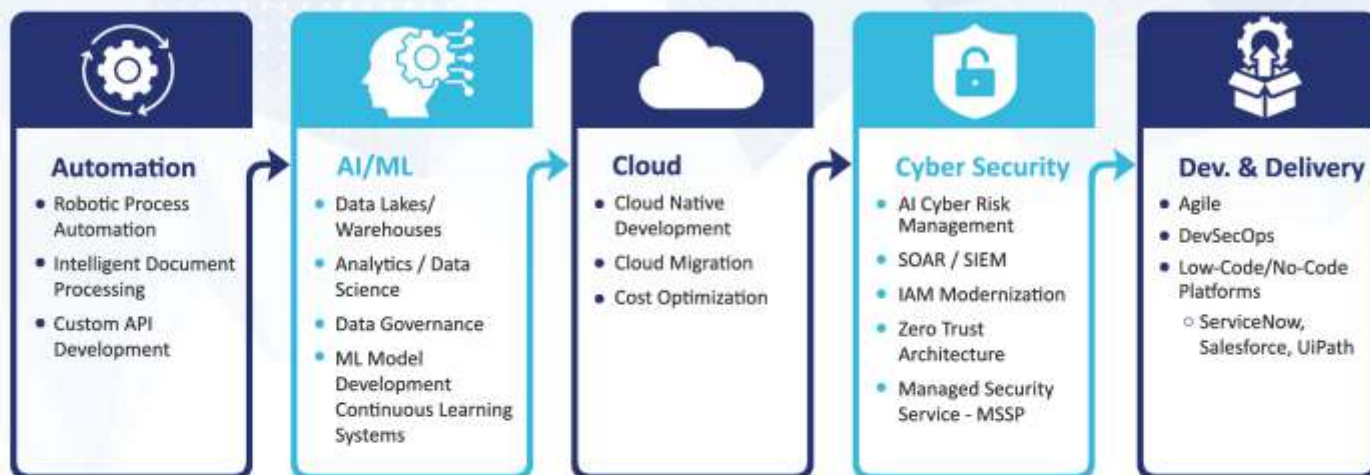 Automation
Robotic Process
Automation
Intelligent Document
Processing
Custom API
Development
AI/ML
Data Lakes/
Warehouses
Analytics / Data
Science
Data Governance
ML Model
Development
Continuous Learning
Systems
Cloud
Cloud Native
Development
Cloud Migration
Cost Optimization
Cyber Security
AI Cyber Risk
Management
SOAR / SIEM
IAM Modernization
Zero Trust
Architecture
Managed Security
Service - MSSP
Dev. & Delivery
Agile
DevSecOps
Low-Code/No-Code
Platforms
ServiceNow,
Salesforce, UiPath